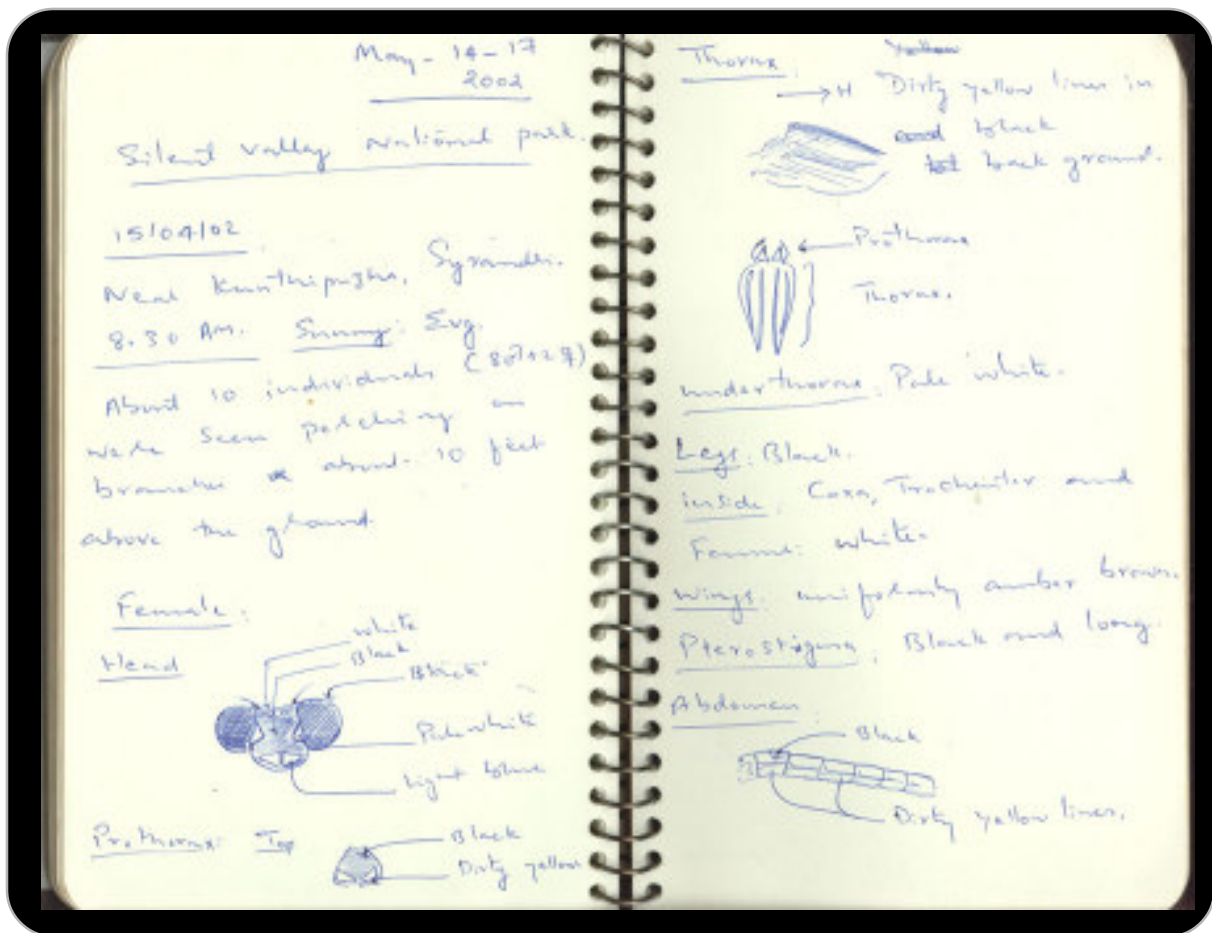 May - 14 - 17
2002
Silent Valley National park.
15/04/02
Near Kunthipuzha, Syrandri.
8.30 AM. Sunny. Evg.
About 10 individuals (8♂+2♀)
were seen perching on
branches about 10 feet
above the ground.
Female:
Head
white
Black
Black
Pale white
Light blue
Prothorax: Top
Black
Dirty yellow
Thorax.
Yellow
→H Dirty yellow lines in
black
back ground.
Prothorax
Thorax.
under thorax: Pale white.
Legs: Black.
inside: Coxa, Trochanter and
Femur: white.
Wings: uniformly amber brown.
Pterostigma: Black and long.
Abdomen:
Black
Dirty yellow lines.